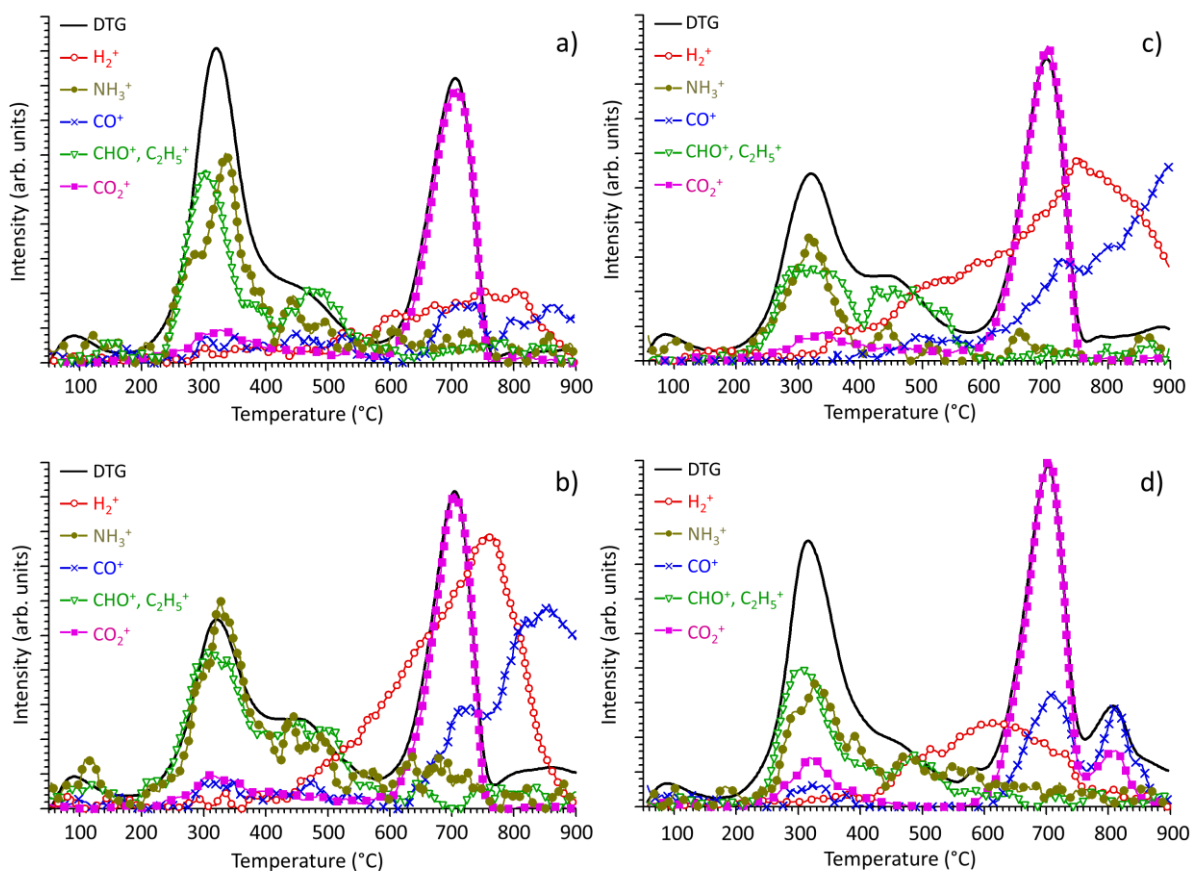 a)
DTG
H₂⁺
NH₃⁺
CO⁺
CHO⁺, C₂H₅⁺
CO₂⁺
Intensity (arb. units)
100 200 300 400 500 600 700 800 900
Temperature (°C)
c)
DTG
H₂⁺
NH₃⁺
CO⁺
CHO⁺, C₂H₅⁺
CO₂⁺
Intensity (arb. units)
100 200 300 400 500 600 700 800 900
Temperature (°C)
b)
DTG
H₂⁺
NH₃⁺
CO⁺
CHO⁺, C₂H₅⁺
CO₂⁺
Intensity (arb. units)
100 200 300 400 500 600 700 800 900
Temperature (°C)
d)
DTG
H₂⁺
NH₃⁺
CO⁺
CHO⁺, C₂H₅⁺
CO₂⁺
Intensity (arb. units)
100 200 300 400 500 600 700 800 900
Temperature (°C)